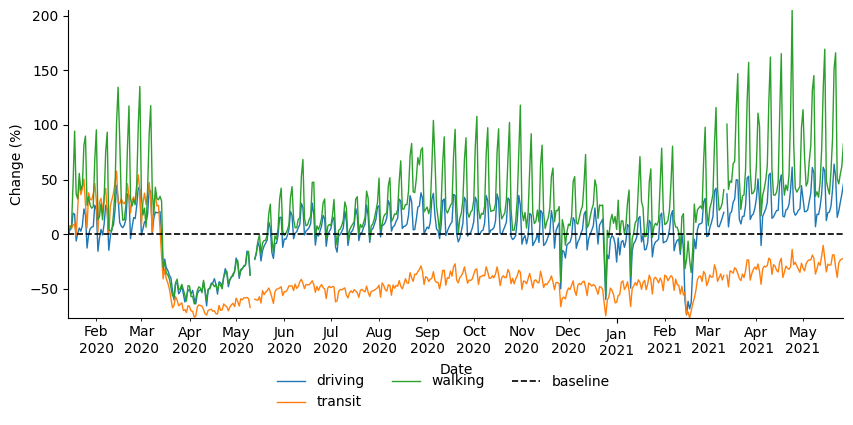 Change (%)
200
150
100
50
0
−50
Feb Mar Apr May Jun Jul Aug Sep Oct Nov Dec Jan Feb Mar Apr May
2020 2020 2020 2020 2020 2020 2020 2020 2020 2020 2020 2021 2021 2021 2021 2021
Date
driving walking baseline
transit